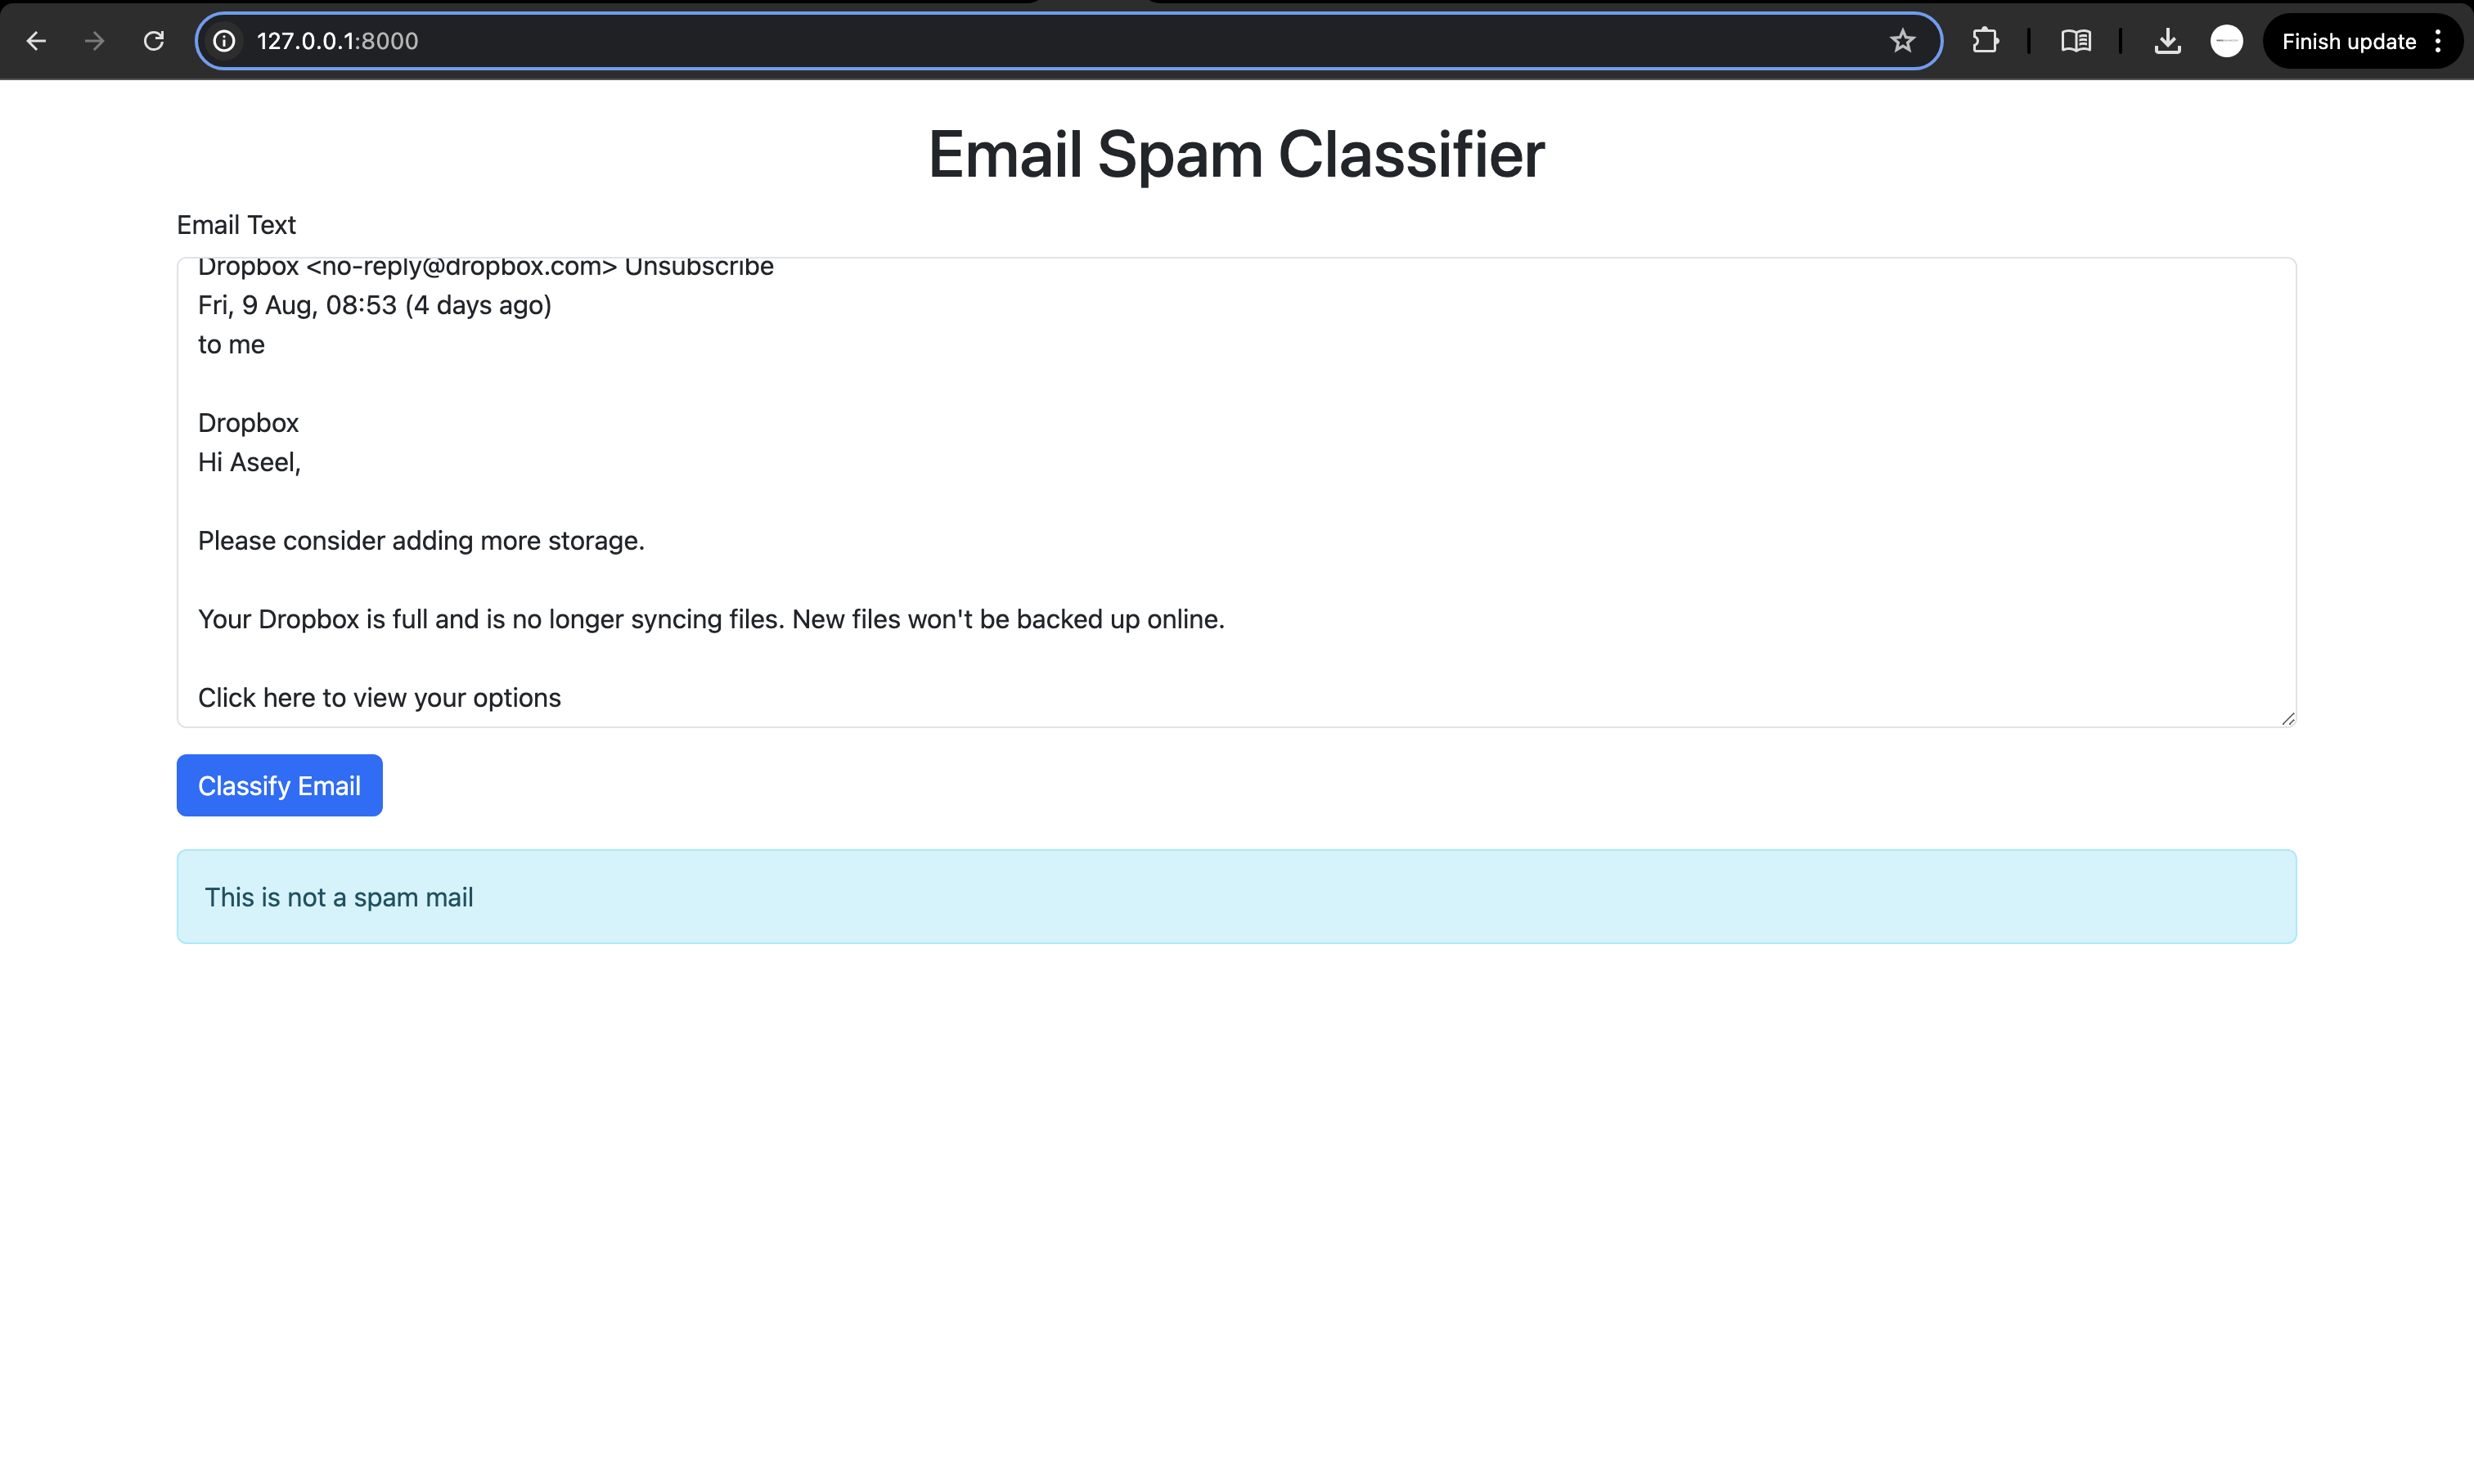 127.0.0.1:8000
Finish update
Email Spam Classifier
Email Text
Dropbox <no-reply@dropbox.com> Unsubscribe
Fri, 9 Aug, 08:53 (4 days ago)
to me
Dropbox
Hi Aseel,
Please consider adding more storage.
Your Dropbox is full and is no longer syncing files. New files won't be backed up online.
Click here to view your options
Classify Email
This is not a spam mail